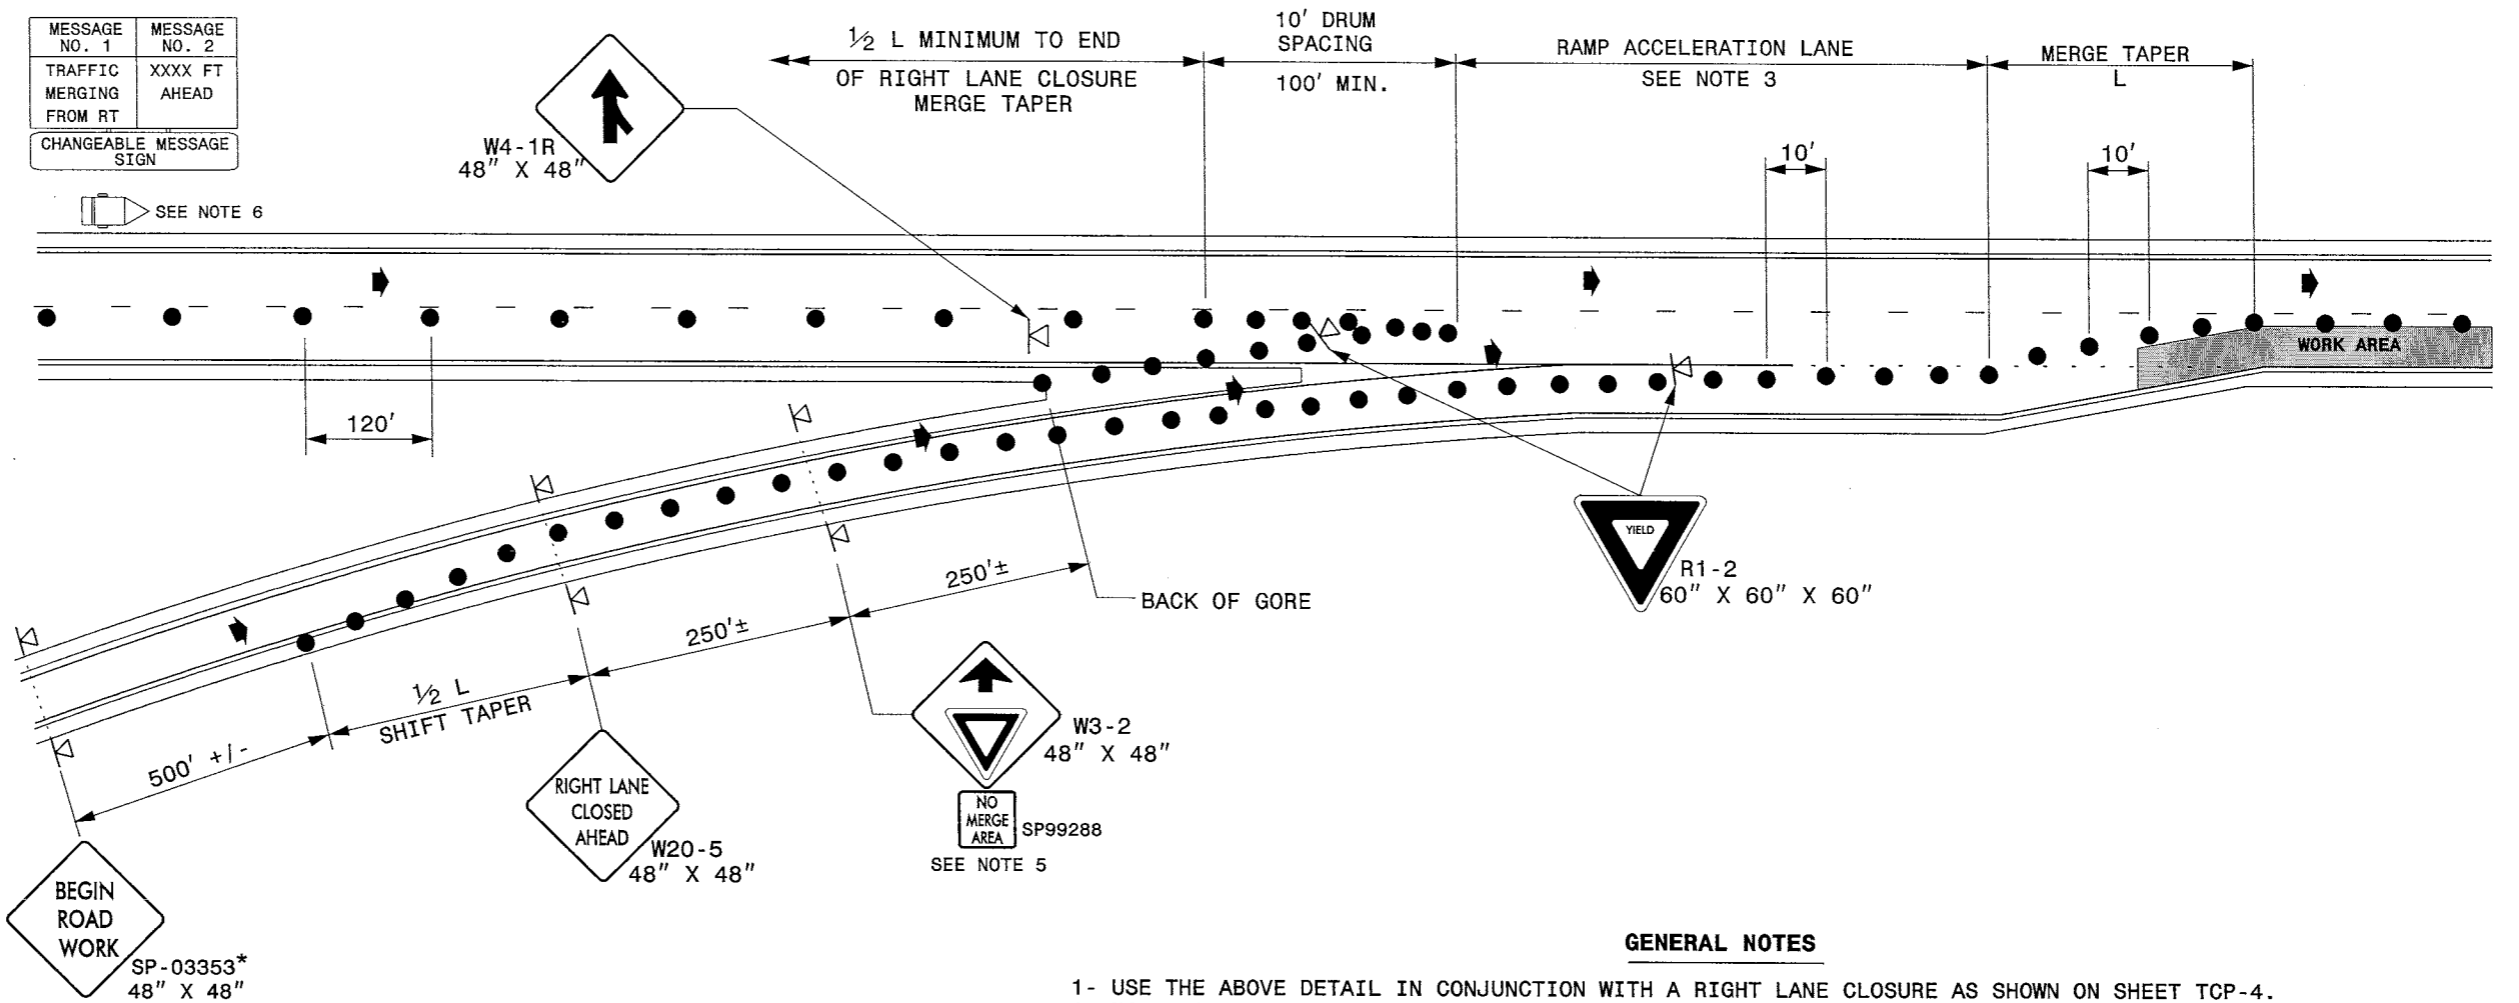 MESSAGE NO. 1
MESSAGE NO. 2
TRAFFIC MERGING FROM RT
XXXX FT AHEAD
CHANGEABLE MESSAGE SIGN
SEE NOTE 6
W4-1R
48" X 48"
½ L MINIMUM TO END
OF RIGHT LANE CLOSURE
MERGE TAPER
10' DRUM
SPACING
100' MIN.
RAMP ACCELERATION LANE
SEE NOTE 3
MERGE TAPER
L
10'
10'
WORK AREA
120'
250'±
BACK OF GORE
YIELD
R1-2
60" X 60" X 60"
250'±
½ L
SHIFT TAPER
500' +/-
W3-2
48" X 48"
NO
MERGE
AREA
SP99288
SEE NOTE 5
RIGHT LANE
CLOSED
AHEAD
W20-5
48" X 48"
BEGIN
ROAD
WORK
SP-03353*
48" X 48"
GENERAL NOTES
1- USE THE ABOVE DETAIL IN CONJUNCTION WITH A RIGHT LANE CLOSURE AS SHOWN ON SHEET TCP-4.